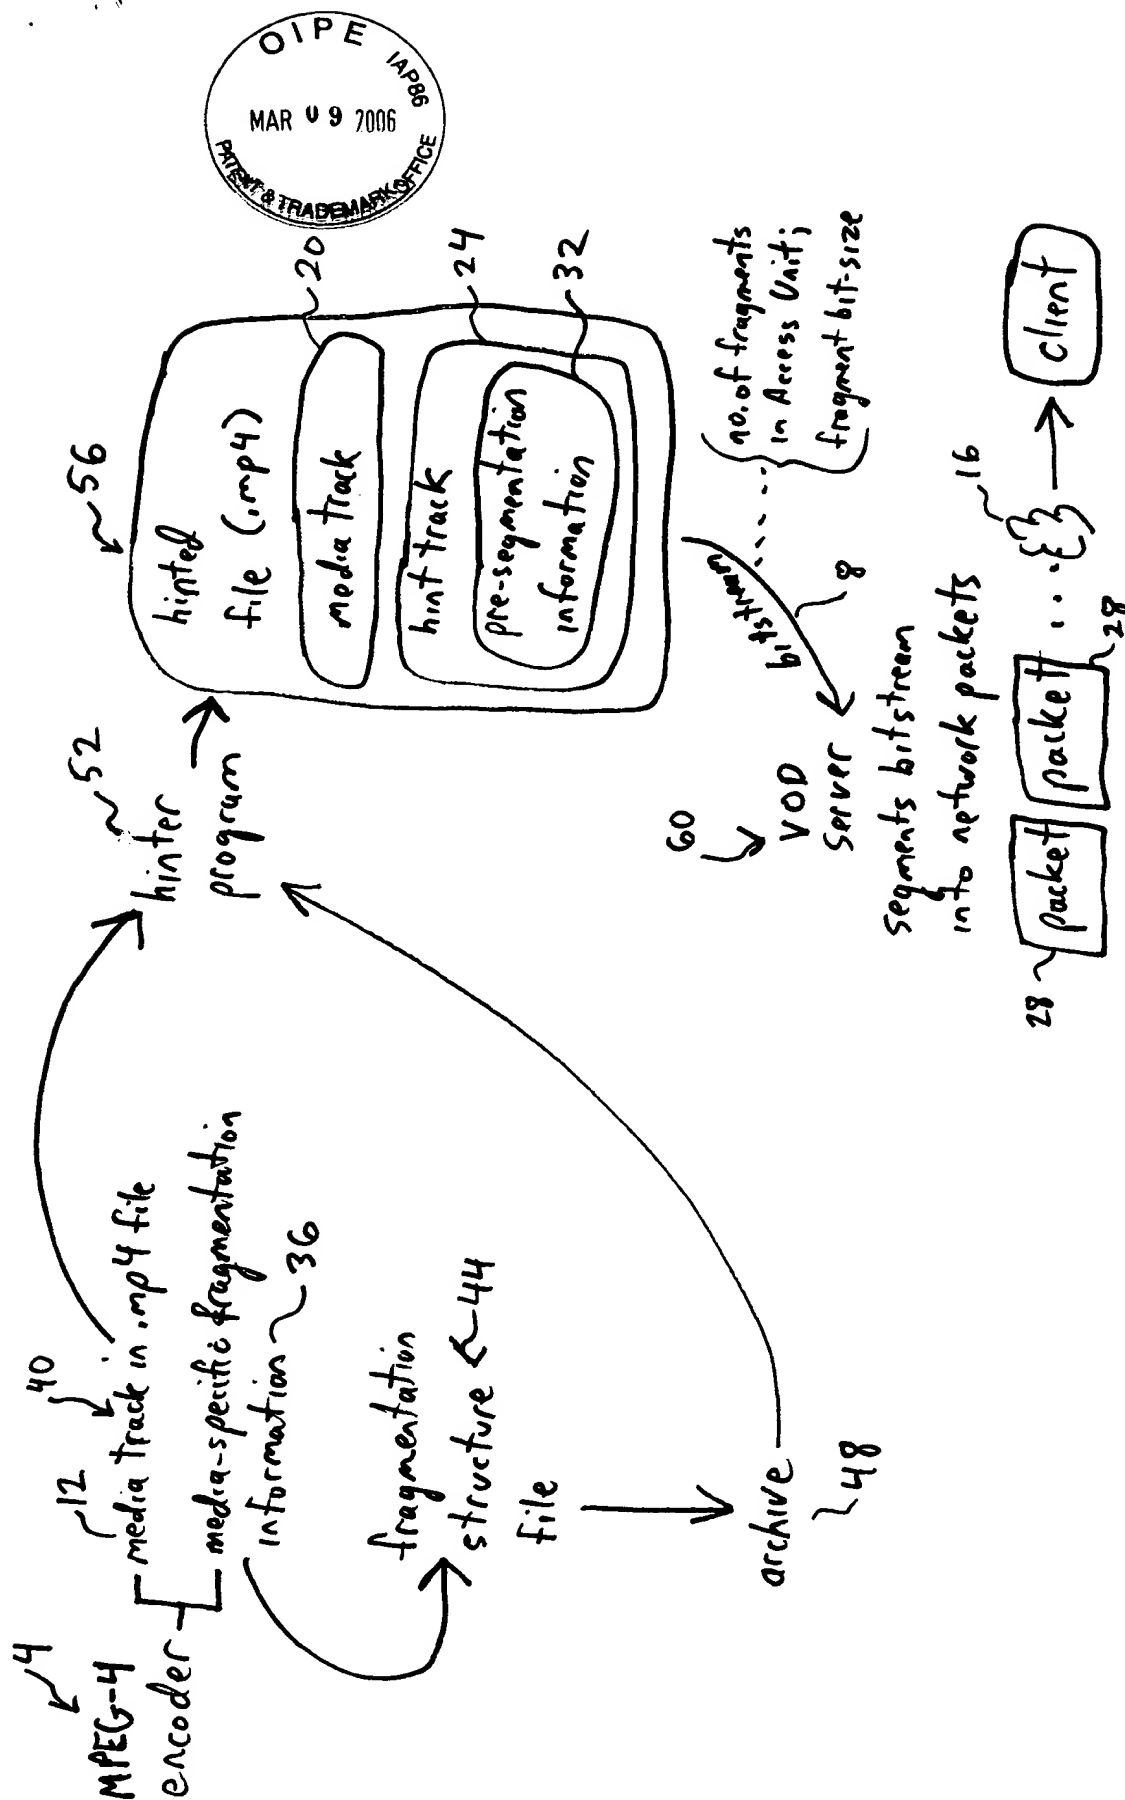 OIPE
IAP86
MAR 09 2006
PATENT & TRADEMARK OFFICE
4
MPEG-4
encoder
12
40
media track in .mp4 file
media-specific fragmentation
information
36
fragmentation
structure
44
file
archive
48
52
hinter
program
56
hinted
file (.mp4)
media track
20
hint track
24
pre-segmentation
information
32
bitstream
8
no. of fragments
in Access Unit;
fragment bit-size
60
VOD
Server
segments bitstream
into network packets
28
packet
packet
28
16
client